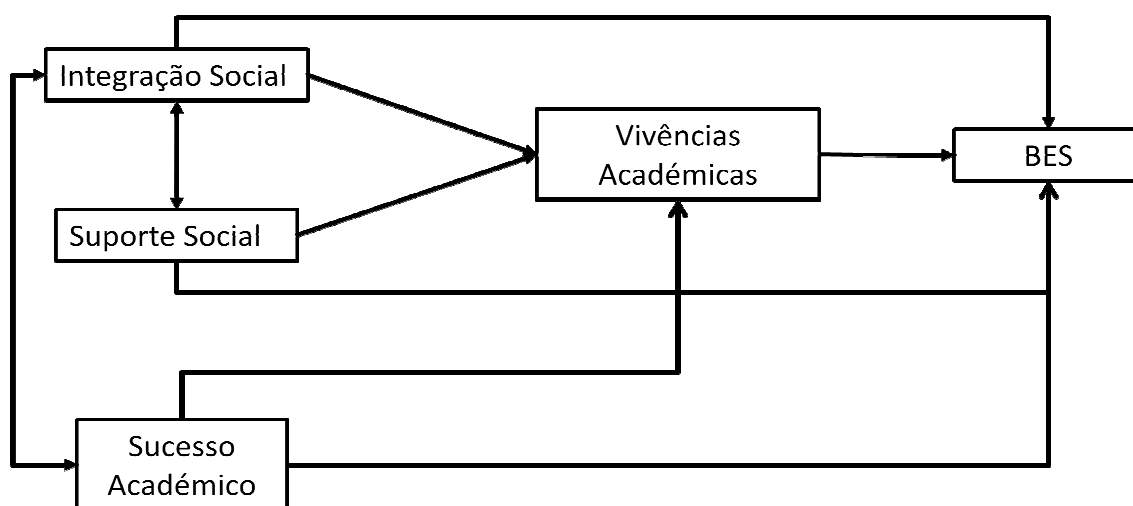 Integração Social
Vivências
Académicas
BES
Suporte Social
Sucesso
Académico